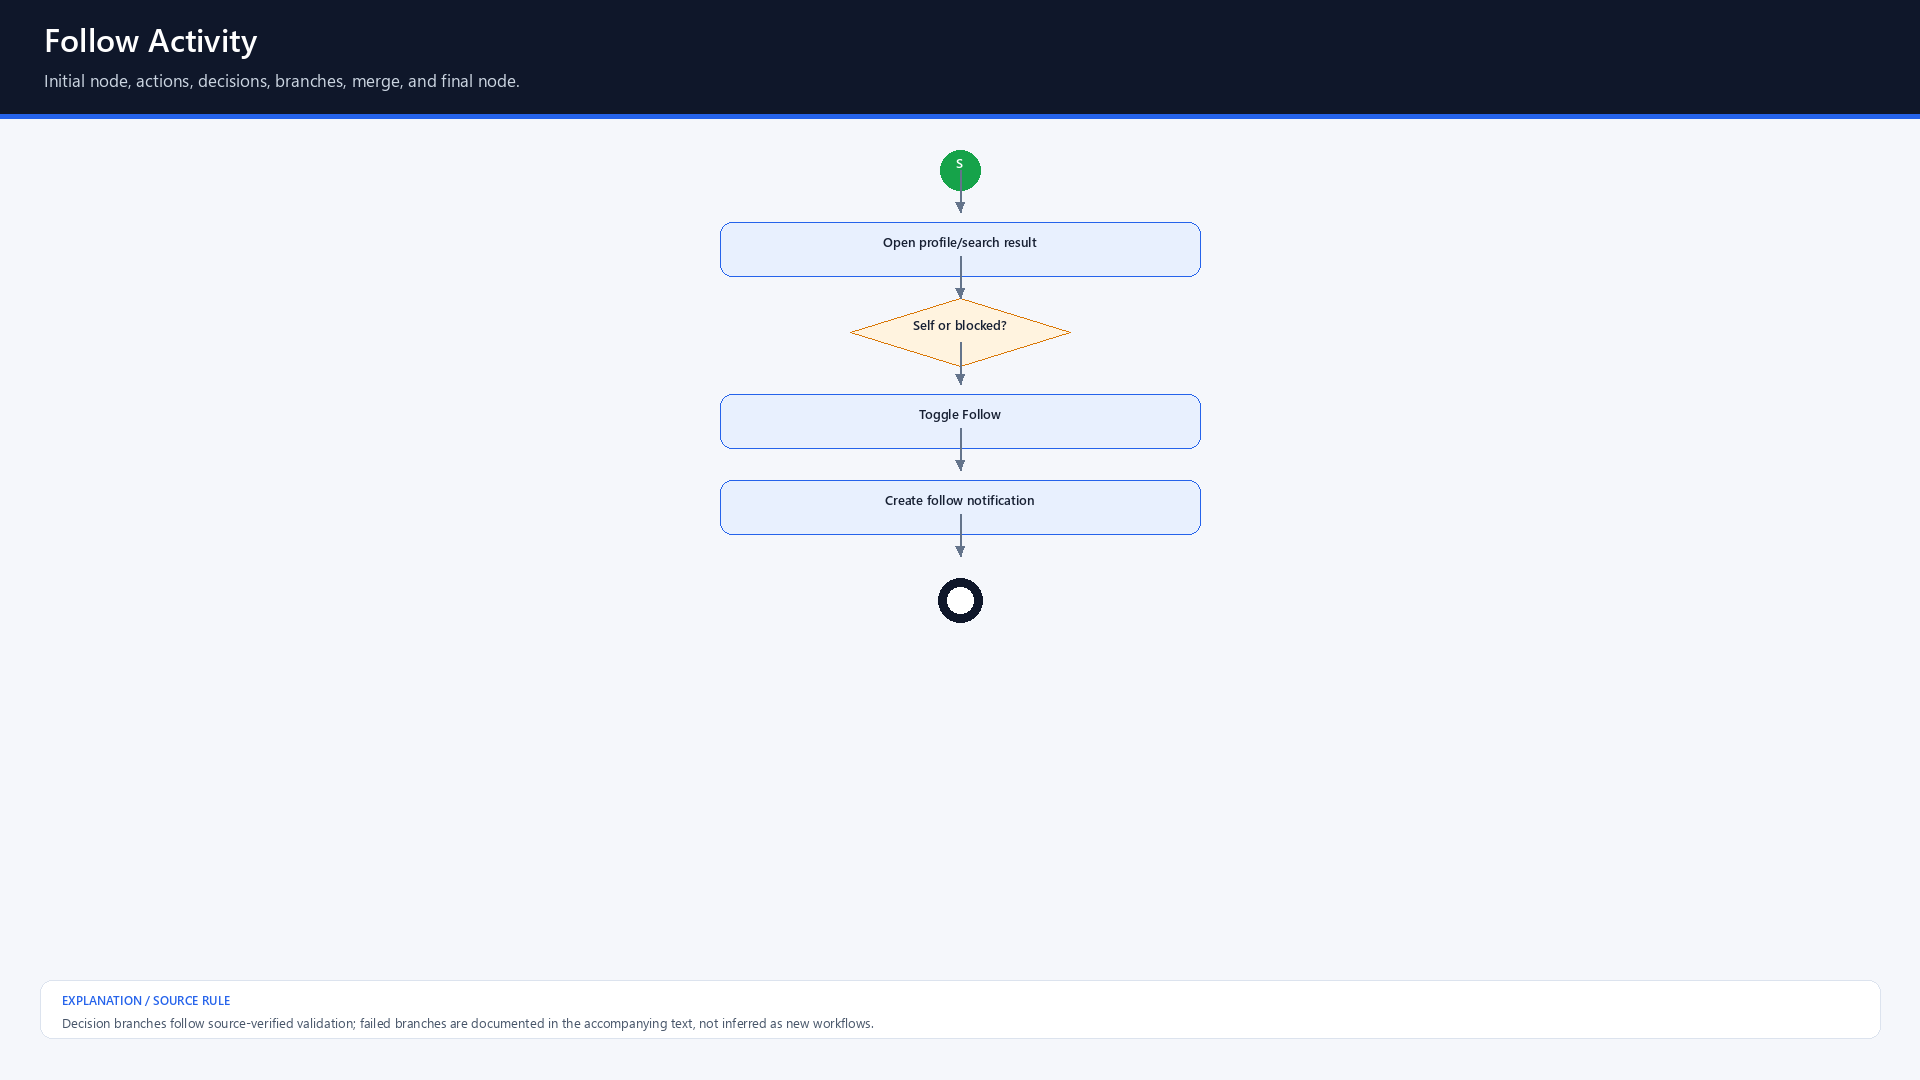 Follow Activity
Initial node, actions, decisions, branches, merge, and final node.
S
Open profile/search result
Self or blocked?
Toggle Follow
Create follow notification
EXPLANATION / SOURCE RULE
Decision branches follow source-verified validation; failed branches are documented in the accompanying text, not inferred as new workflows.